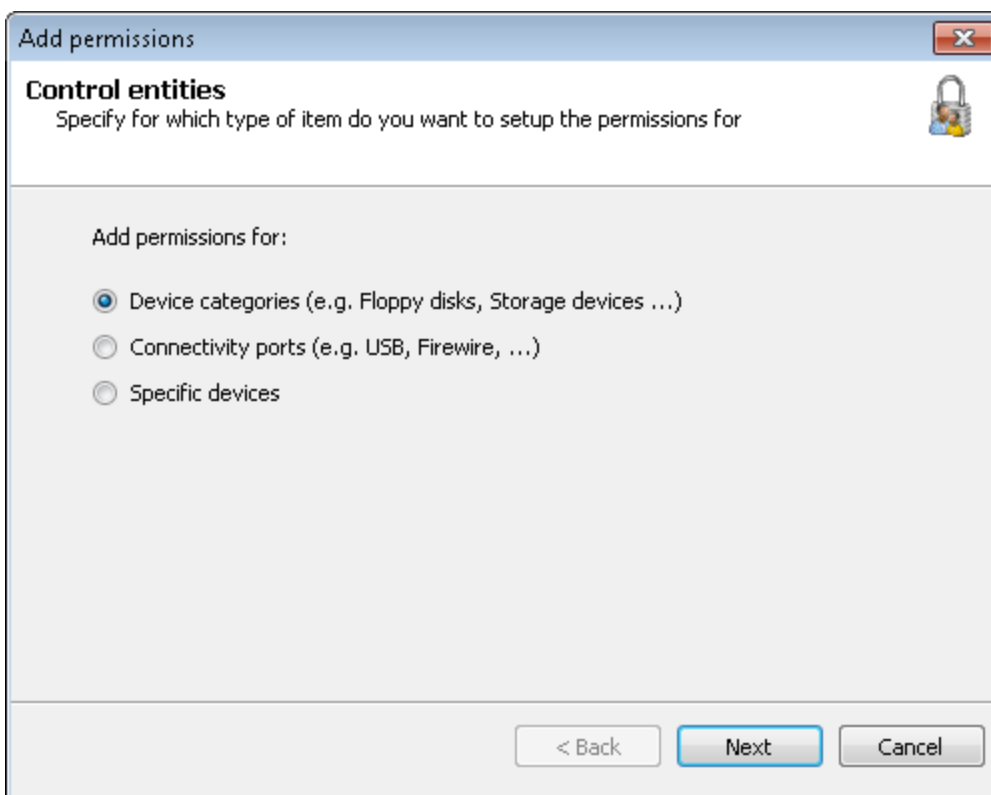 Add permissions
Control entities
Specify for which type of item do you want to setup the permissions for
Add permissions for:
Device categories (e.g. Floppy disks, Storage devices ...)
Connectivity ports (e.g. USB, Firewire, ...)
Specific devices
< Back Next Cancel